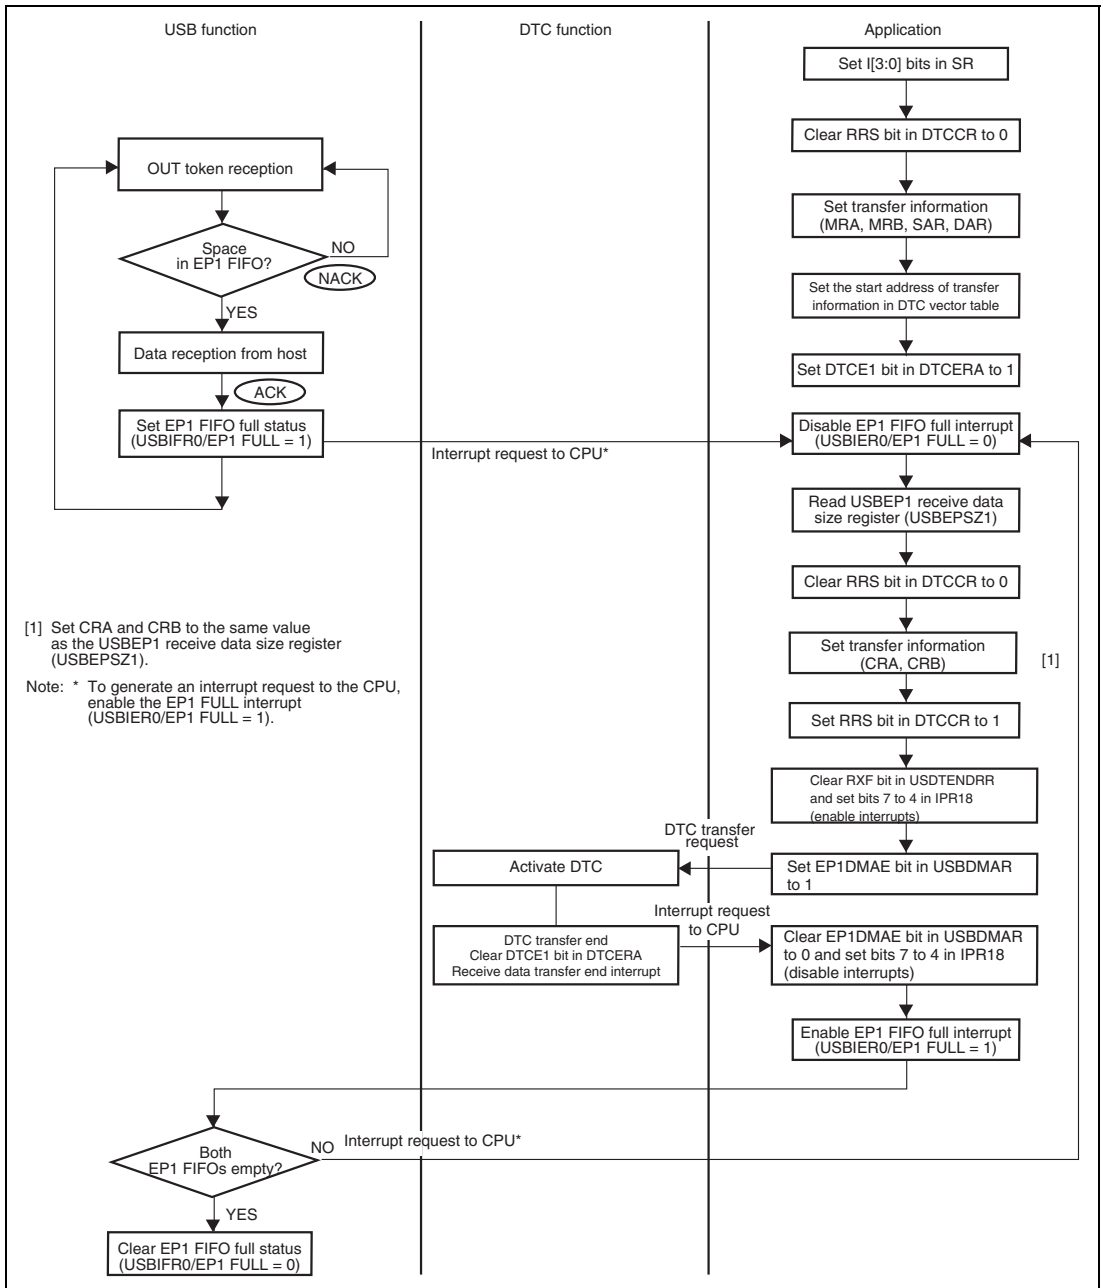 USB function
DTC function
Application
Set I[3:0] bits in SR
Clear RRS bit in DTCCR to 0
OUT token reception
Set transfer information
(MRA, MRB, SAR, DAR)
Space
in EP1 FIFO?
NO
NACK
Set the start address of transfer
information in DTC vector table
YES
Data reception from host
Set DTCE1 bit in DTCERA to 1
ACK
Set EP1 FIFO full status
(USBIFR0/EP1 FULL = 1)
Interrupt request to CPU*
Disable EP1 FIFO full interrupt
(USBIER0/EP1 FULL = 0)
Read USBEP1 receive data
size register (USBEPSZ1)
Clear RRS bit in DTCCR to 0
[1] Set CRA and CRB to the same value
as the USBEP1 receive data size register
(USBEPSZ1).
Set transfer information
(CRA, CRB)
[1]
Note: * To generate an interrupt request to the CPU,
enable the EP1 FULL interrupt
(USBIER0/EP1 FULL = 1).
Set RRS bit in DTCCR to 1
Clear RXF bit in USDTENDRR
and set bits 7 to 4 in IPR18
(enable interrupts)
DTC transfer
request
Activate DTC
Set EP1DMAE bit in USBDMAR
to 1
Interrupt request
to CPU
DTC transfer end
Clear DTCE1 bit in DTCERA
Receive data transfer end interrupt
Clear EP1DMAE bit in USBDMAR
to 0 and set bits 7 to 4 in IPR18
(disable interrupts)
Enable EP1 FIFO full interrupt
(USBIER0/EP1 FULL = 1)
Both
EP1 FIFOs empty?
NO
Interrupt request to CPU*
YES
Clear EP1 FIFO full status
(USBIFR0/EP1 FULL = 0)